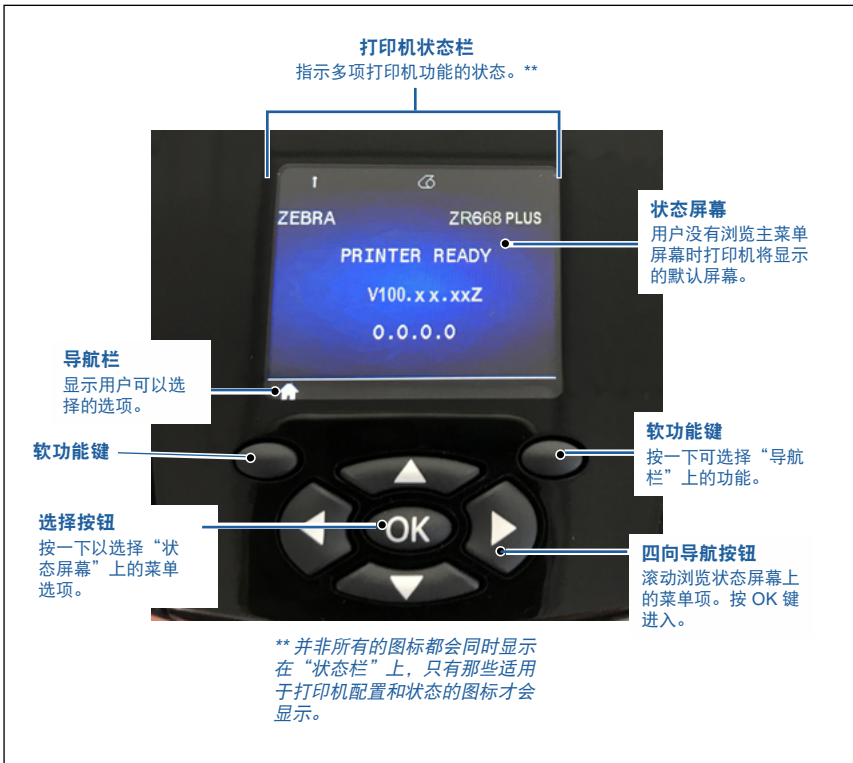 打印机状态栏
指示多项打印机功能的状态。**
ZEBRA
ZR668 PLUS
PRINTER READY
V100.x x.xxZ
0.0.0.0
状态屏幕
用户没有浏览主菜单
屏幕时打印机将显示
的默认屏幕。
导航栏
显示用户可以选
择的选项。
软功能键
软功能键
按一下可选择“导航
栏”上的功能。
选择按钮
按一下以选择“状
态屏幕”上的菜单
选项。
OK
四向导航按钮
滚动浏览状态屏幕上
的菜单项。按 OK 键
进入。
** 并非所有的图标都会同时显示
在“状态栏”上，只有那些适用
于打印机配置和状态的图标才会
显示。